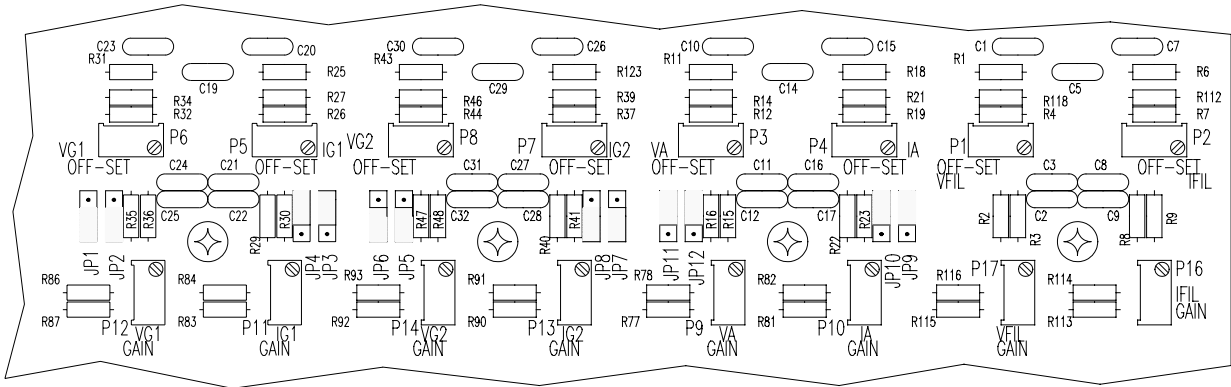 C23 C20 C30 C26 C10 C15 C1 C7
R31 R43 R11 R1
R25 R123 R18 R6
C19 C29 C14 C5
R34 R27 R46 R39 R14 R21 R118 R112
R32 R26 R44 R37 R12 R19 R4 R7
P6 P5 P8 P7 P3 P4 P1 P2
VG1 IG1 VG2 IG2 VA IA
OFF-SET OFF-SET OFF-SET OFF-SET OFF-SET OFF-SET OFF-SET OFF-SET
VFIL IFIL
C24 C21 C31 C27 C11 C16 C3 C8
C25 C22 C32 C28 C12 C17 C2 C9
R35 R36 R29 R30 R47 R48 R40 R41 R16 R15 R22 R23 R2 R3 R8 R9
JP1 JP2 JP4 JP3 JP6 JP5 JP8 JP7 JP11 JP12 JP10 JP9
R86 R84 R93 R91 R78 R82 R116 P17 R114 P16
R87 R83 R92 R90 R77 R81 R115 R113
P12 P11 P14 P13 P9 P10
VG1 IG1 VG2 IG2 VA IA VFIL IFIL
GAIN GAIN GAIN GAIN GAIN GAIN GAIN GAIN